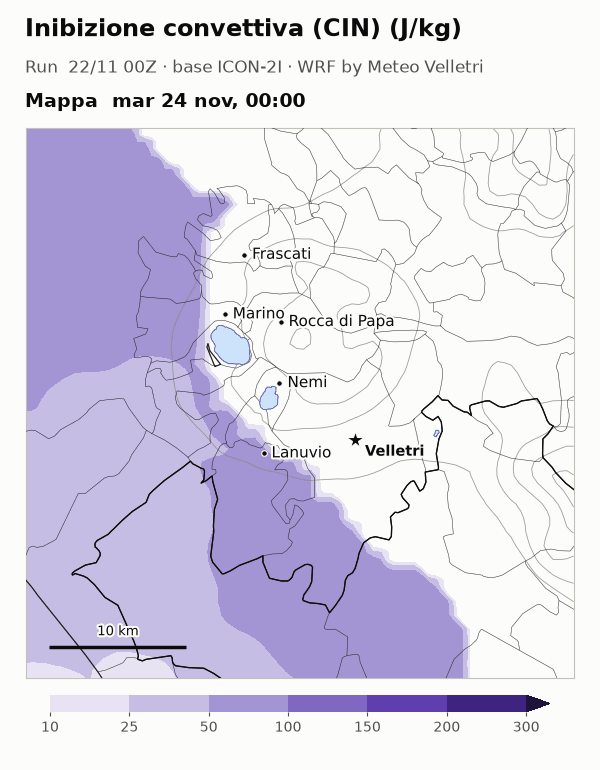 Inibizione convettiva (CIN) (J/kg)
Run  22/11 00Z · base ICON-2I · WRF by Meteo Velletri
Mappa  mar 24 nov, 00:00
Frascati
Marino
Rocca di Papa
Nemi
Velletri
Lanuvio
10 km
10 25 50 100 150 200 300